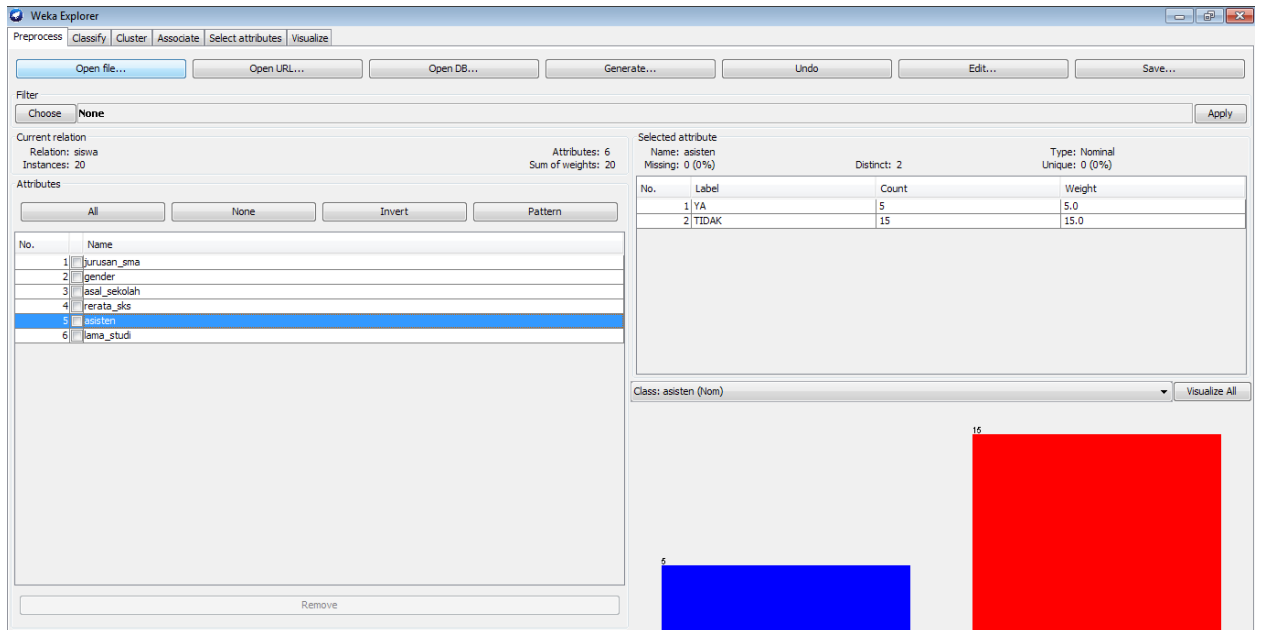 Weka Explorer
Preprocess Classify Cluster Associate Select attributes Visualize
Open file... Open URL... Open DB... Generate... Undo Edit... Save...
Filter
Choose None Apply
Current relation
Relation: siswa Attributes: 6
Instances: 20 Sum of weights: 20
Attributes
All None Invert Pattern
No. Name
1 jurusan_sma
2 gender
3 asal_sekolah
4 rerata_sks
5 asisten
6 lama_studi
Remove
Selected attribute
Name: asisten Type: Nominal
Missing: 0 (0%) Distinct: 2 Unique: 0 (0%)
No. Label Count Weight
1 YA 5 5.0
2 TIDAK 15 15.0
Class: asisten (Nom) Visualize All
15
5